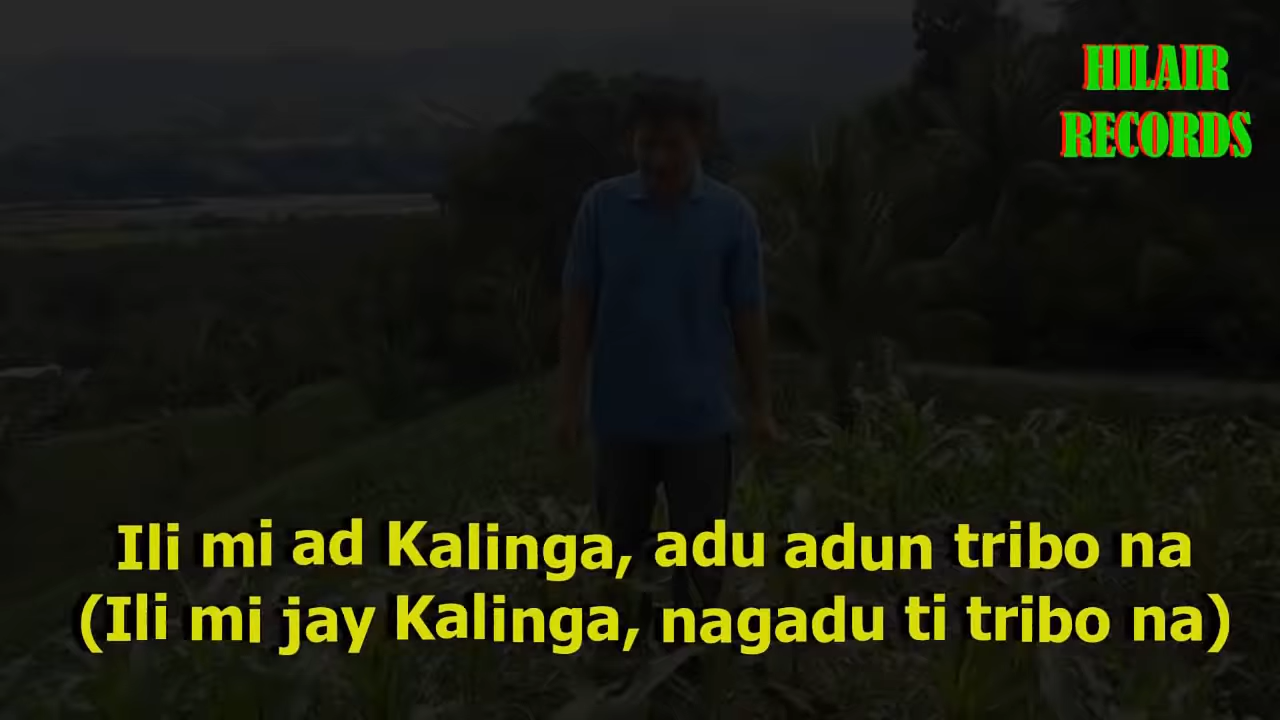 HILAIR
RECORDS
Ili mi ad Kalinga, adu adun tribo na
(Ili mi jay Kalinga, nagadu ti tribo na)